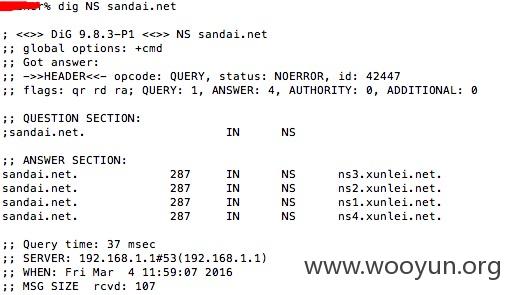 % dig NS sandai.net
; <<>> DiG 9.8.3-P1 <<>> NS sandai.net
;; global options: +cmd
;; Got answer:
;; ->>HEADER<<- opcode: QUERY, status: NOERROR, id: 42447
;; flags: qr rd ra; QUERY: 1, ANSWER: 4, AUTHORITY: 0, ADDITIONAL: 0
;; QUESTION SECTION:
;sandai.net. IN NS
;; ANSWER SECTION:
sandai.net. 287 IN NS ns3.xunlei.net.
sandai.net. 287 IN NS ns2.xunlei.net.
sandai.net. 287 IN NS ns1.xunlei.net.
sandai.net. 287 IN NS ns4.xunlei.net.
;; Query time: 37 msec
;; SERVER: 192.168.1.1#53(192.168.1.1)
;; WHEN: Fri Mar  4 11:59:07 2016
;; MSG SIZE  rcvd: 107
www.wooyun.org